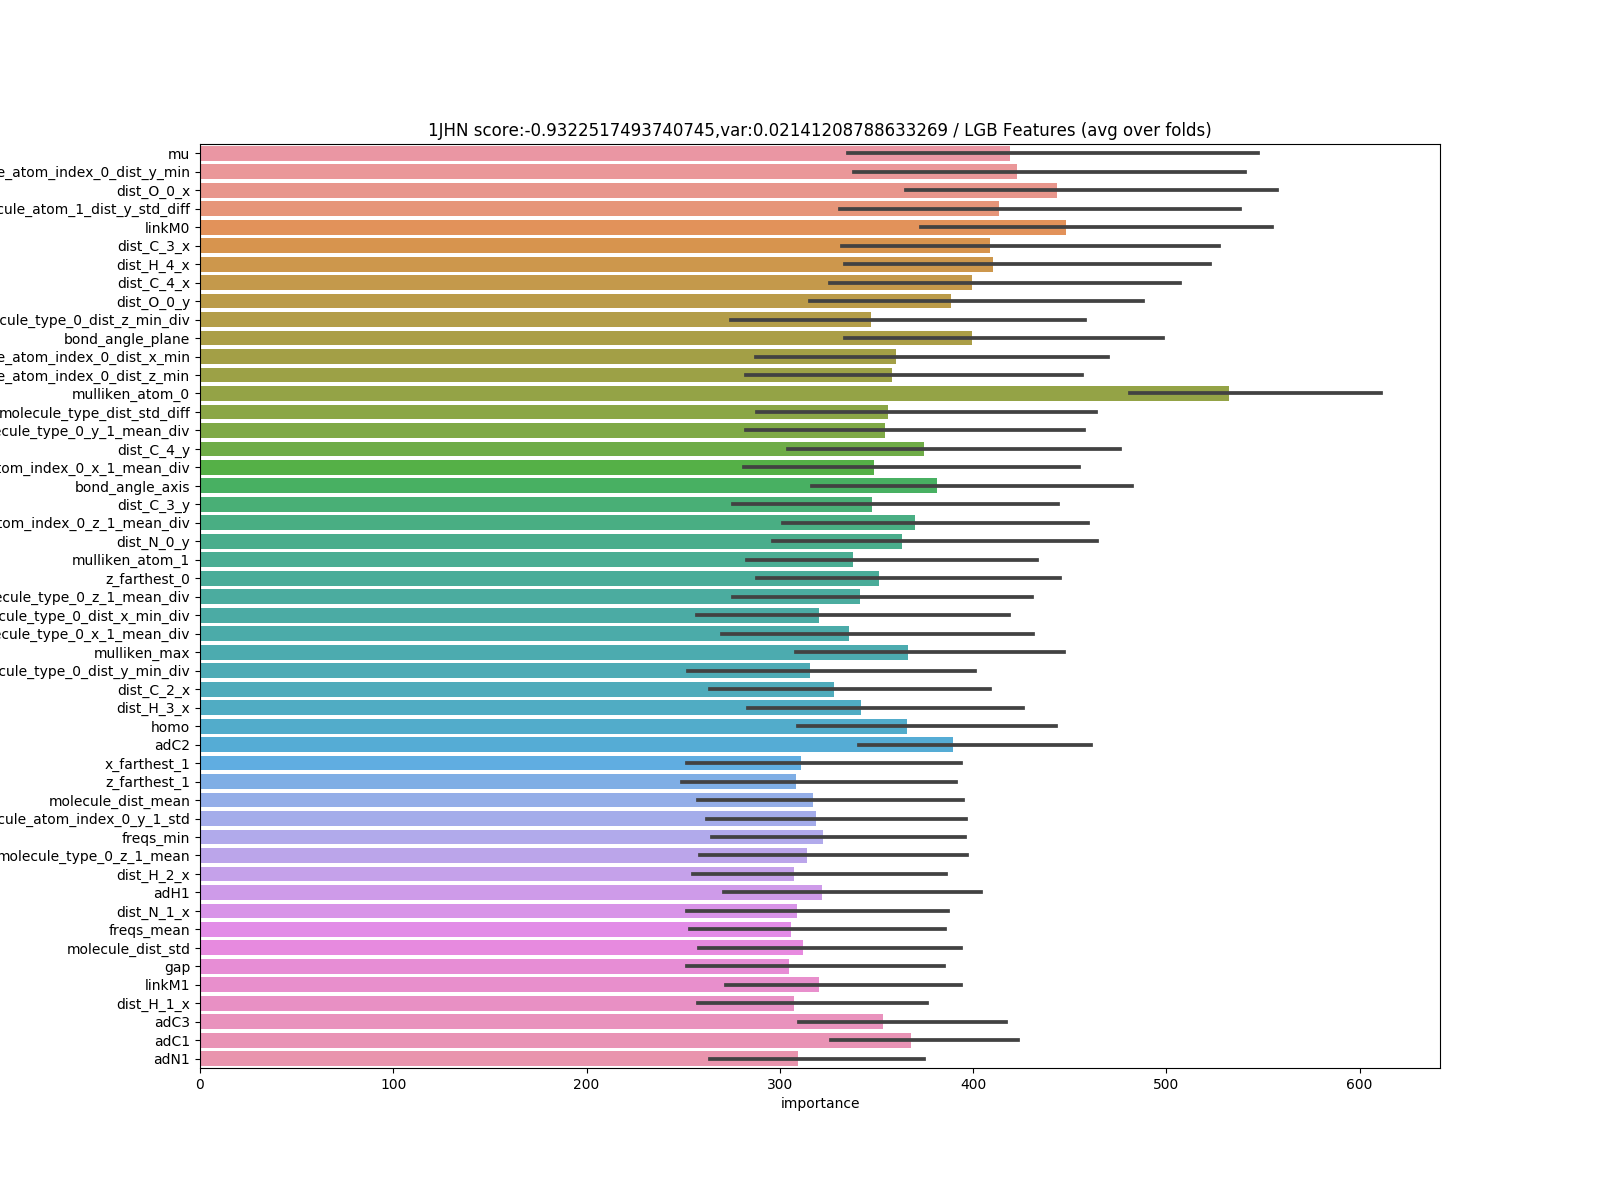 1JHN score:-0.9322517493740745,var:0.02141208788633269 / LGB Features (avg over folds)
mu
e_atom_index_0_dist_y_min
dist_O_0_x
cule_atom_1_dist_y_std_diff
linkM0
dist_C_3_x
dist_H_4_x
dist_C_4_x
dist_O_0_y
cule_type_0_dist_z_min_div
bond_angle_plane
e_atom_index_0_dist_x_min
e_atom_index_0_dist_z_min
mulliken_atom_0
molecule_type_dist_std_diff
ecule_type_0_y_1_mean_div
dist_C_4_y
tom_index_0_x_1_mean_div
bond_angle_axis
dist_C_3_y
tom_index_0_z_1_mean_div
dist_N_0_y
mulliken_atom_1
z_farthest_0
ecule_type_0_z_1_mean_div
cule_type_0_dist_x_min_div
ecule_type_0_x_1_mean_div
mulliken_max
cule_type_0_dist_y_min_div
dist_C_2_x
dist_H_3_x
homo
adC2
x_farthest_1
z_farthest_1
molecule_dist_mean
cule_atom_index_0_y_1_std
freqs_min
molecule_type_0_z_1_mean
dist_H_2_x
adH1
dist_N_1_x
freqs_mean
molecule_dist_std
gap
linkM1
dist_H_1_x
adC3
adC1
adN1
0 100 200 300 400 500 600
importance